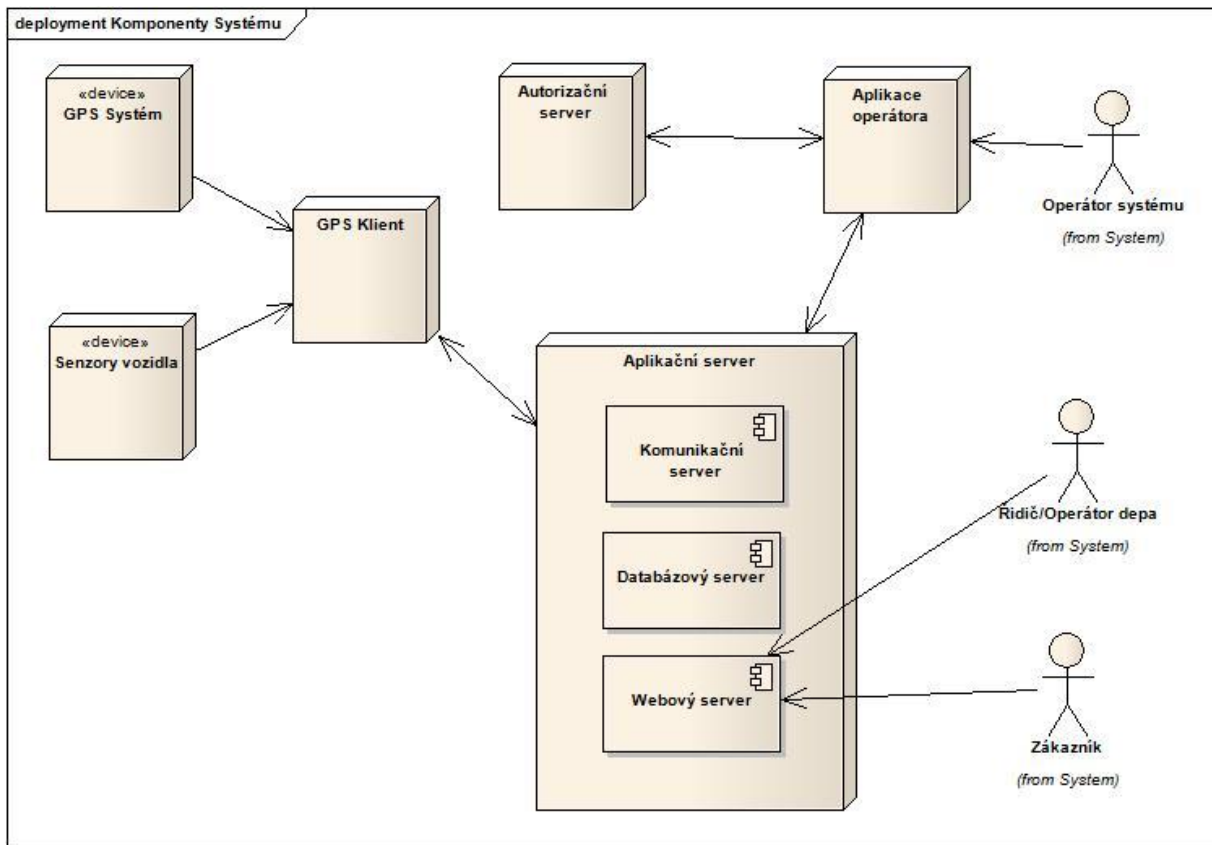 deployment Komponenty Systému
«device»
GPS Systém
Autorizační
server
Aplikace
operátora
GPS Klient
Operátor systému
(from System)
«device»
Senzory vozidla
Aplikační server
Komunikační
server
Řidič/Operátor depa
(from System)
Databázový server
Webový server
Zákazník
(from System)